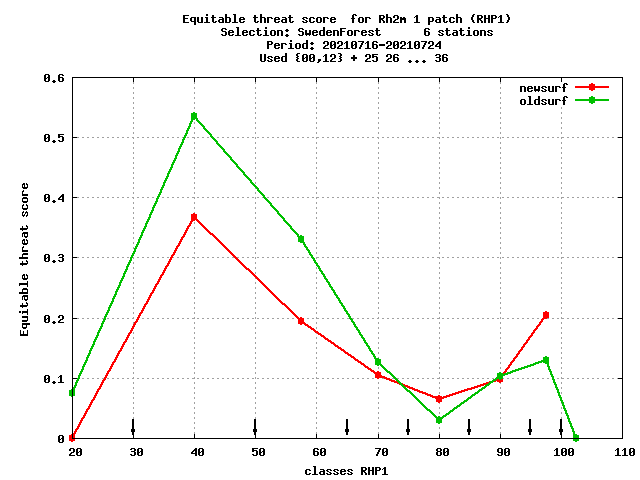 Equitable threat score  for Rh2m 1 patch (RHP1)
Selection: SwedenForest      6 stations
Period: 20210716-20210724
Used {00,12} + 25 26 ... 36
newsurf
oldsurf
0.6
0.5
0.4
0.3
0.2
0.1
0
Equitable threat score
20 30 40 50 60 70 80 90 100 110
classes RHP1